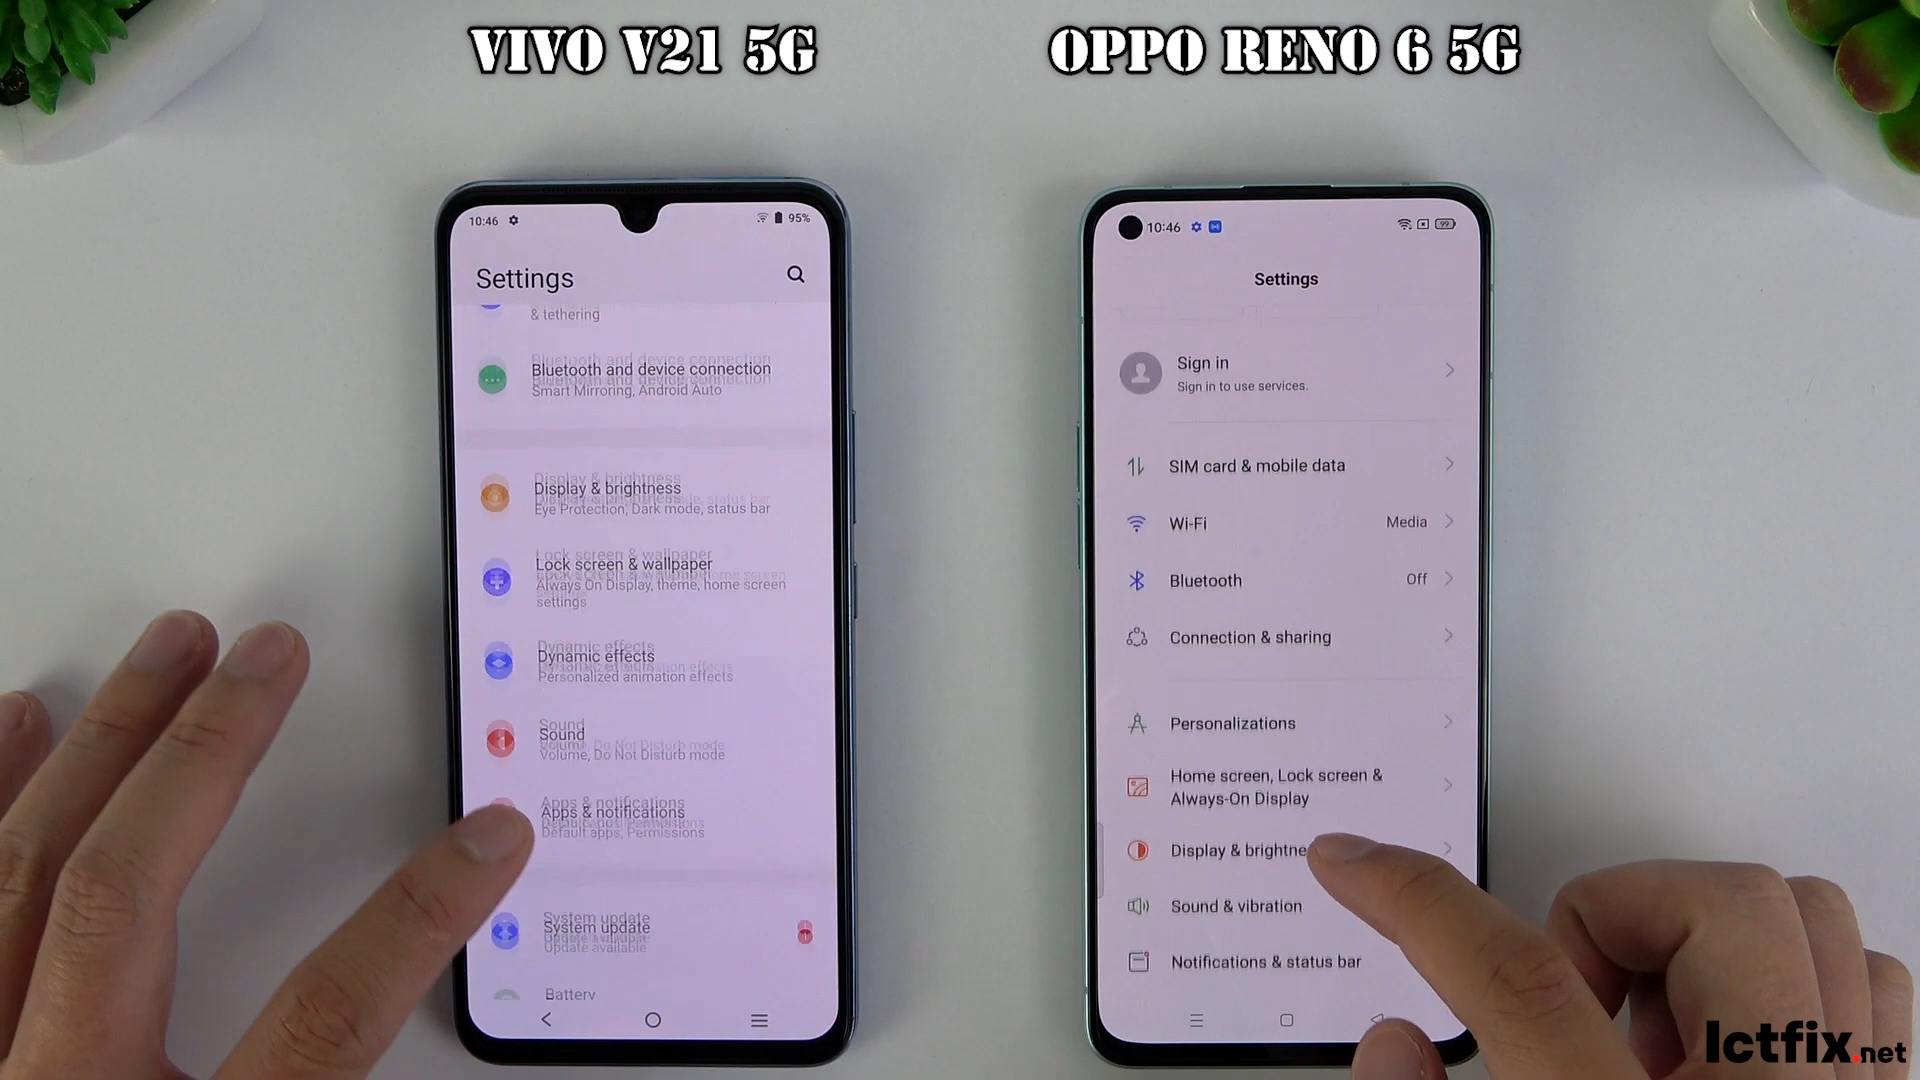 VIVO V21 5G
OPPO RENO 6 5G
10:46
95%
Settings
& tethering
Bluetooth and device connection
Smart Mirroring, Android Auto
Display & brightness
Eye Protection, Dark mode, status bar
Lock screen & wallpaper
Always On Display, theme, home screen
settings
Dynamic effects
Personalized animation effects
Sound
Volume, Do Not Disturb mode
Apps & notifications
Default apps, Permissions
System update
Update available
Battery
10:46
99
Settings
Sign in
Sign in to use services.
SIM card & mobile data
Wi-Fi
Media
Bluetooth
Off
Connection & sharing
Personalizations
Home screen, Lock screen &
Always-On Display
Display & brightne
Sound & vibration
Notifications & status bar
Ictfix.net